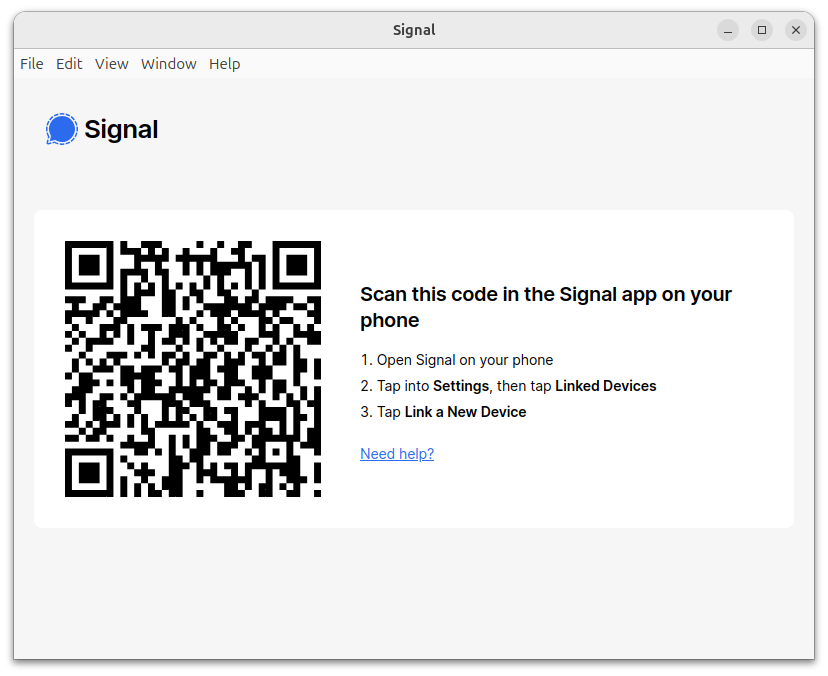 Signal
File Edit View Window Help
Signal
Scan this code in the Signal app on your
phone
1. Open Signal on your phone
2. Tap into Settings, then tap Linked Devices
3. Tap Link a New Device
Need help?